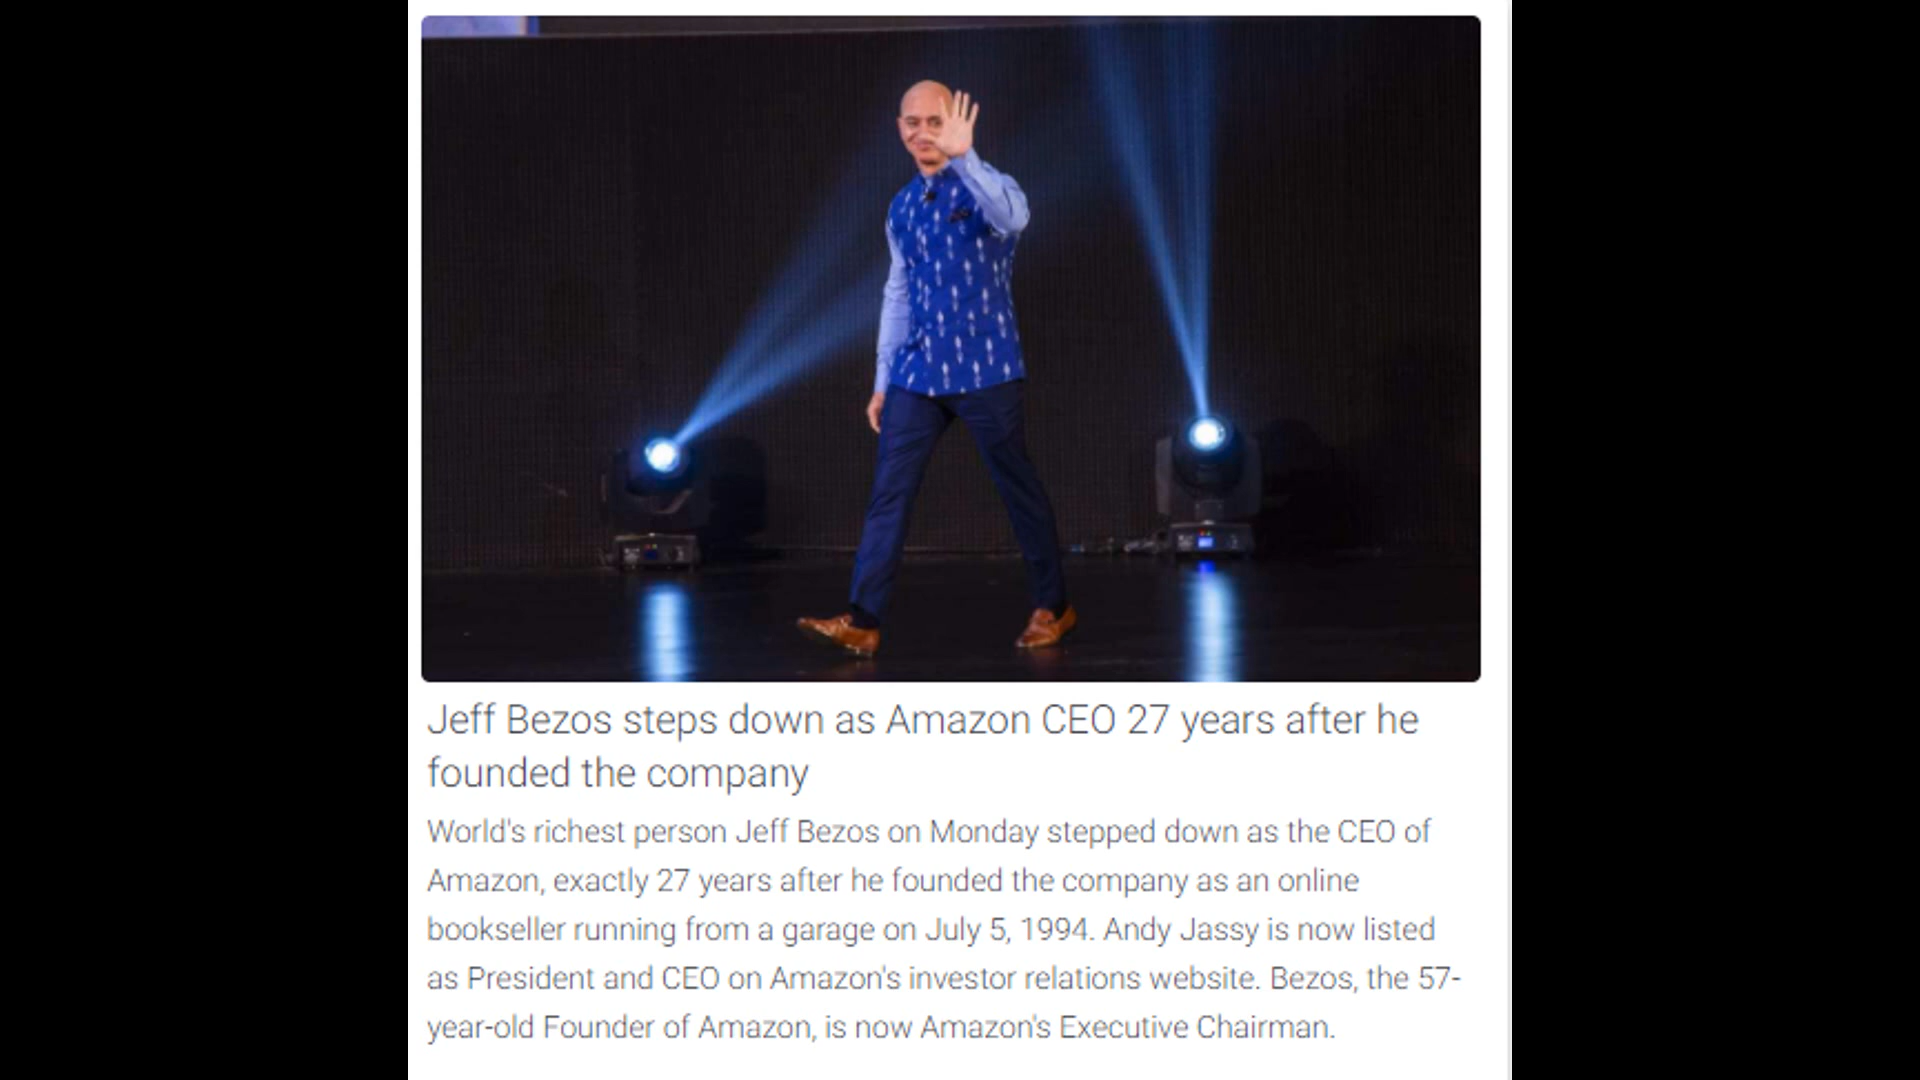 Jeff Bezos steps down as Amazon CEO 27 years after he
founded the company
World's richest person Jeff Bezos on Monday stepped down as the CEO of
Amazon, exactly 27 years after he founded the company as an online
bookseller running from a garage on July 5, 1994. Andy Jassy is now listed
as President and CEO on Amazon's investor relations website. Bezos, the 57-
year-old Founder of Amazon, is now Amazon's Executive Chairman.